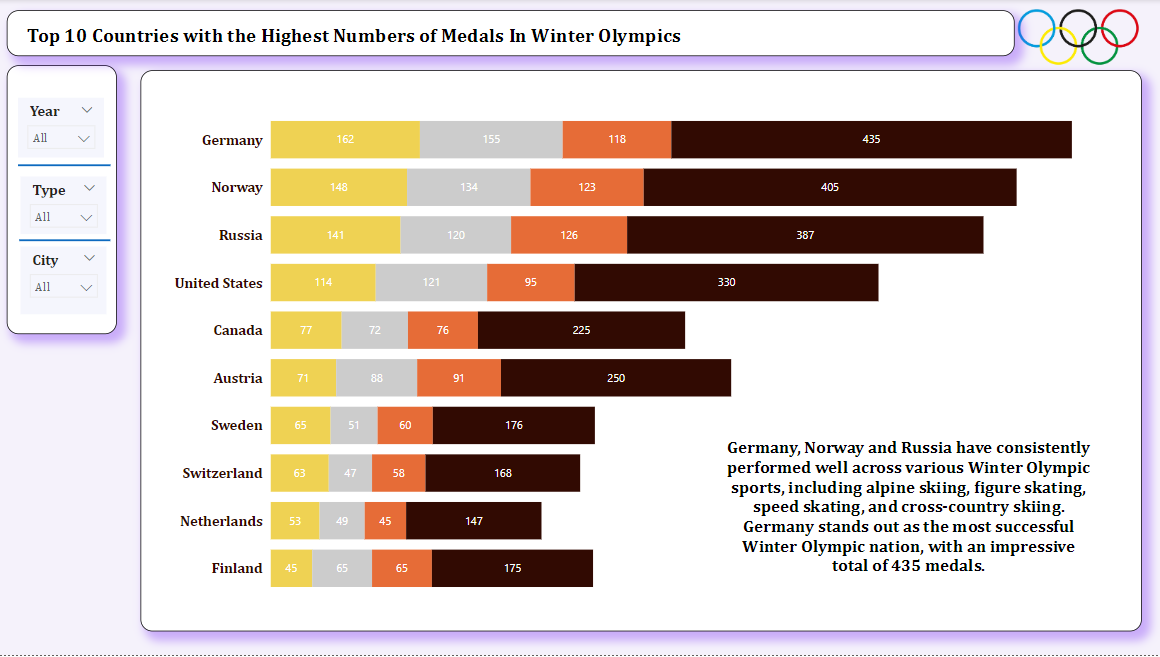 Top 10 Countries with the Highest Numbers of Medals In Winter Olympics
Year
All
Type
All
City
All
Germany 162 155 118 435
Norway 148 134 123 405
Russia 141 120 126 387
United States 114 121 95 330
Canada 77 72 76 225
Austria 71 88 91 250
Sweden 65 51 60 176
Switzerland 63 47 58 168
Netherlands 53 49 45 147
Finland 45 65 65 175
Germany, Norway and Russia have consistently
performed well across various Winter Olympic
sports, including alpine skiing, figure skating,
speed skating, and cross-country skiing.
Germany stands out as the most successful
Winter Olympic nation, with an impressive
total of 435 medals.